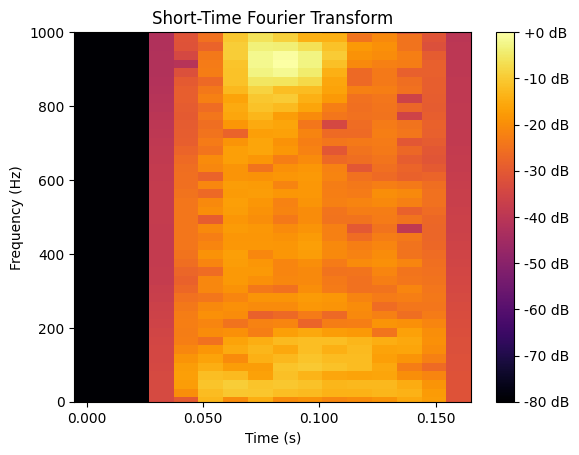 Short-Time Fourier Transform
1000
800
600
400
200
0
Frequency (Hz)
0.000
0.050
0.100
0.150
Time (s)
+0 dB
-10 dB
-20 dB
-30 dB
-40 dB
-50 dB
-60 dB
-70 dB
-80 dB